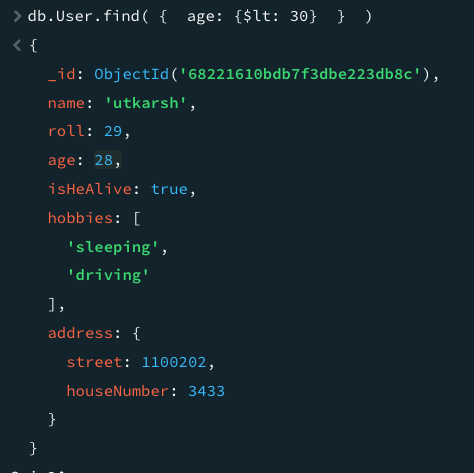 > db.User.find( {  age: {$lt: 30}  }  )
< {
  _id: ObjectId('68221610bdb7f3dbe223db8c'),
  name: 'utkarsh',
  roll: 29,
  age: 28,
  isHeAlive: true,
  hobbies: [
    'sleeping',
    'driving'
  ],
  address: {
    street: 1100202,
    houseNumber: 3433
  }
}